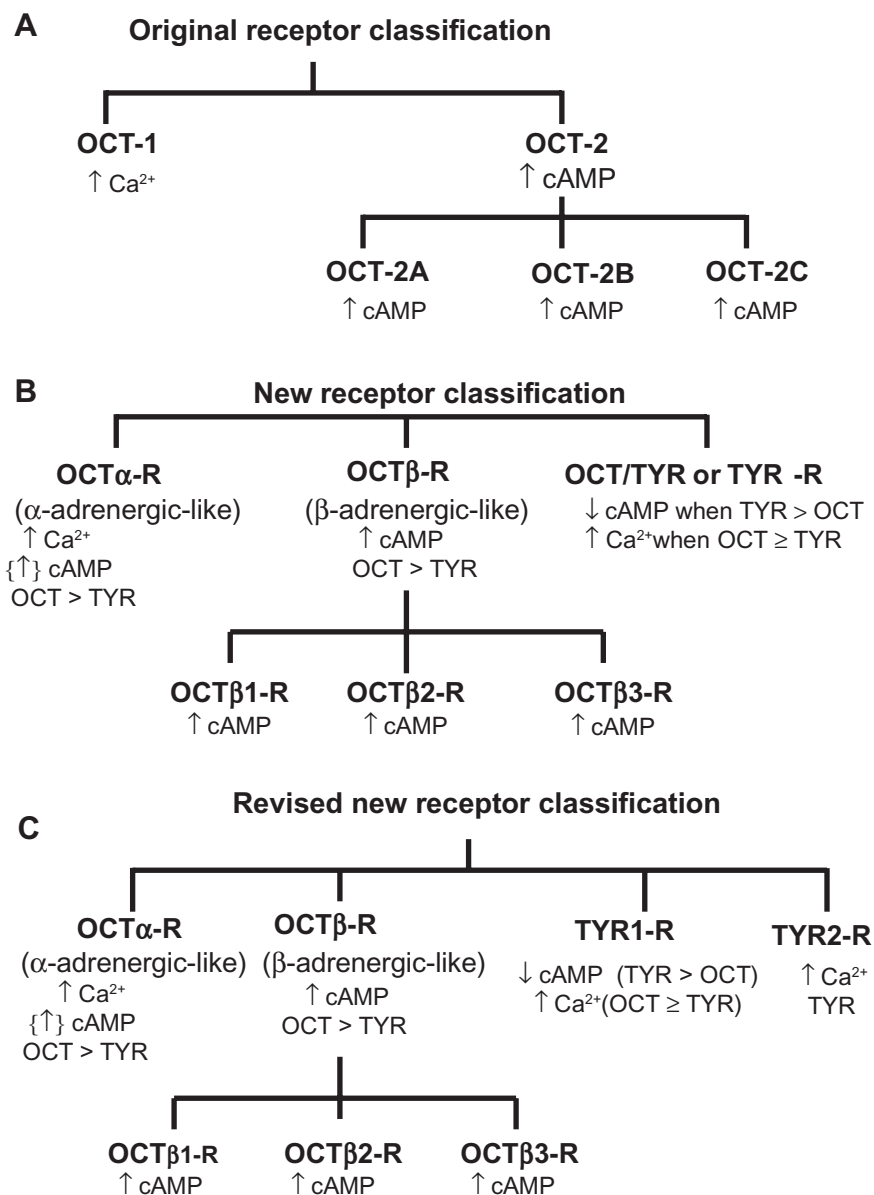 A
Original receptor classification
OCT-1
OCT-2
↑ Ca²⁺
↑ cAMP
OCT-2A
OCT-2B
OCT-2C
↑ cAMP
↑ cAMP
↑ cAMP
B
New receptor classification
OCTα-R
OCTβ-R
OCT/TYR or TYR -R
(α-adrenergic-like)
(β-adrenergic-like)
↓ cAMP when TYR > OCT
↑ Ca²⁺
↑ cAMP
↑ Ca²⁺when OCT ≥ TYR
{↑} cAMP
OCT > TYR
OCT > TYR
OCTβ1-R
OCTβ2-R
OCTβ3-R
↑ cAMP
↑ cAMP
↑ cAMP
C
Revised new receptor classification
OCTα-R
OCTβ-R
TYR1-R
TYR2-R
(α-adrenergic-like)
(β-adrenergic-like)
↓ cAMP (TYR > OCT)
↑ Ca²⁺
↑ Ca²⁺
↑ cAMP
↑ Ca²⁺(OCT ≥ TYR)
TYR
{↑} cAMP
OCT > TYR
OCT > TYR
OCTβ1-R
OCTβ2-R
OCTβ3-R
↑ cAMP
↑ cAMP
↑ cAMP